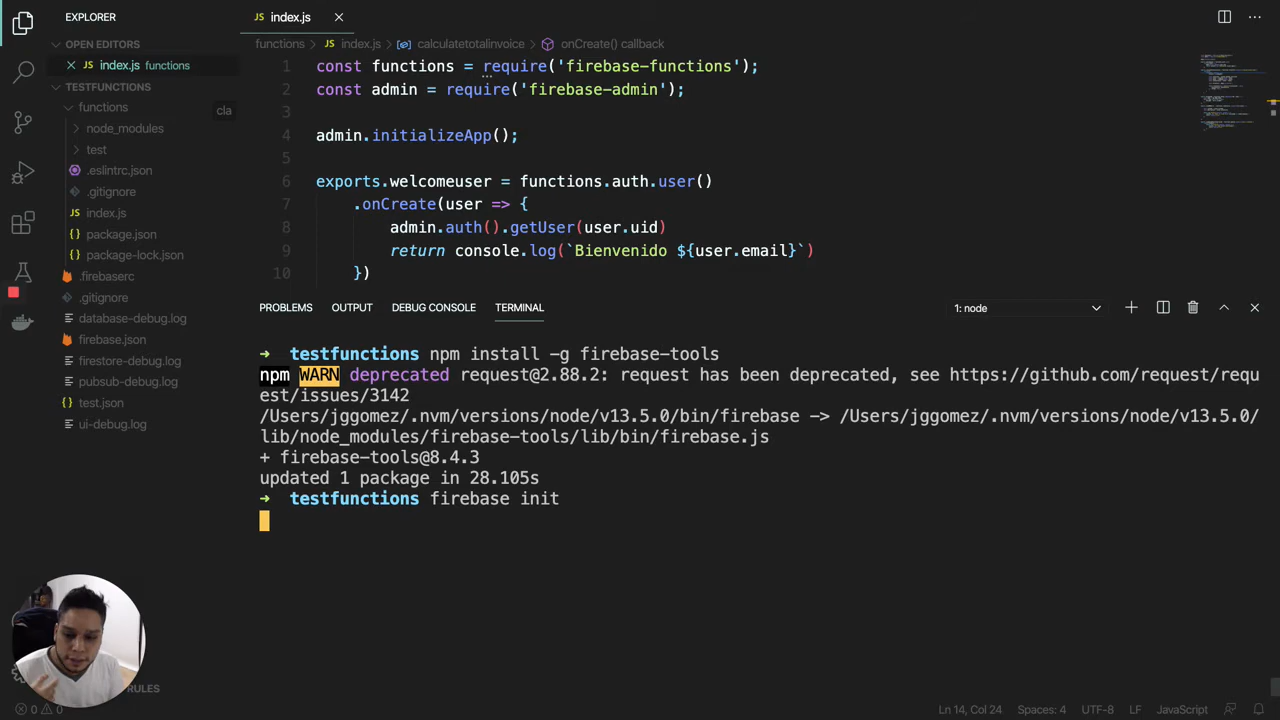 EXPLORER
OPEN EDITORS
index.js functions
TESTFUNCTIONS
functions
cla
node_modules
test
.eslintrc.json
.gitignore
index.js
package.json
package-lock.json
.firebaserc
.gitignore
database-debug.log
firebase.json
firestore-debug.log
pubsub-debug.log
test.json
ui-debug.log
RULES
JS index.js
functions JS index.js calculatetotalinvoice onCreate() callback
1 const functions = require('firebase-functions');
2 const admin = require('firebase-admin');
3
4 admin.initializeApp();
5
6 exports.welcomeuser = functions.auth.user()
7 .onCreate(user => {
8 admin.auth().getUser(user.uid)
9 return console.log(`Bienvenido ${user.email}`)
10 })
PROBLEMS OUTPUT DEBUG CONSOLE TERMINAL 1: node
→ testfunctions npm install -g firebase-tools
npm WARN deprecated request@2.88.2: request has been deprecated, see https://github.com/request/requ
est/issues/3142
/Users/jggomez/.nvm/versions/node/v13.5.0/bin/firebase -> /Users/jggomez/.nvm/versions/node/v13.5.0/
lib/node_modules/firebase-tools/lib/bin/firebase.js
+ firebase-tools@8.4.3
updated 1 package in 28.105s
→ testfunctions firebase init
0 0 Ln 14, Col 24 Spaces: 4 UTF-8 LF JavaScript